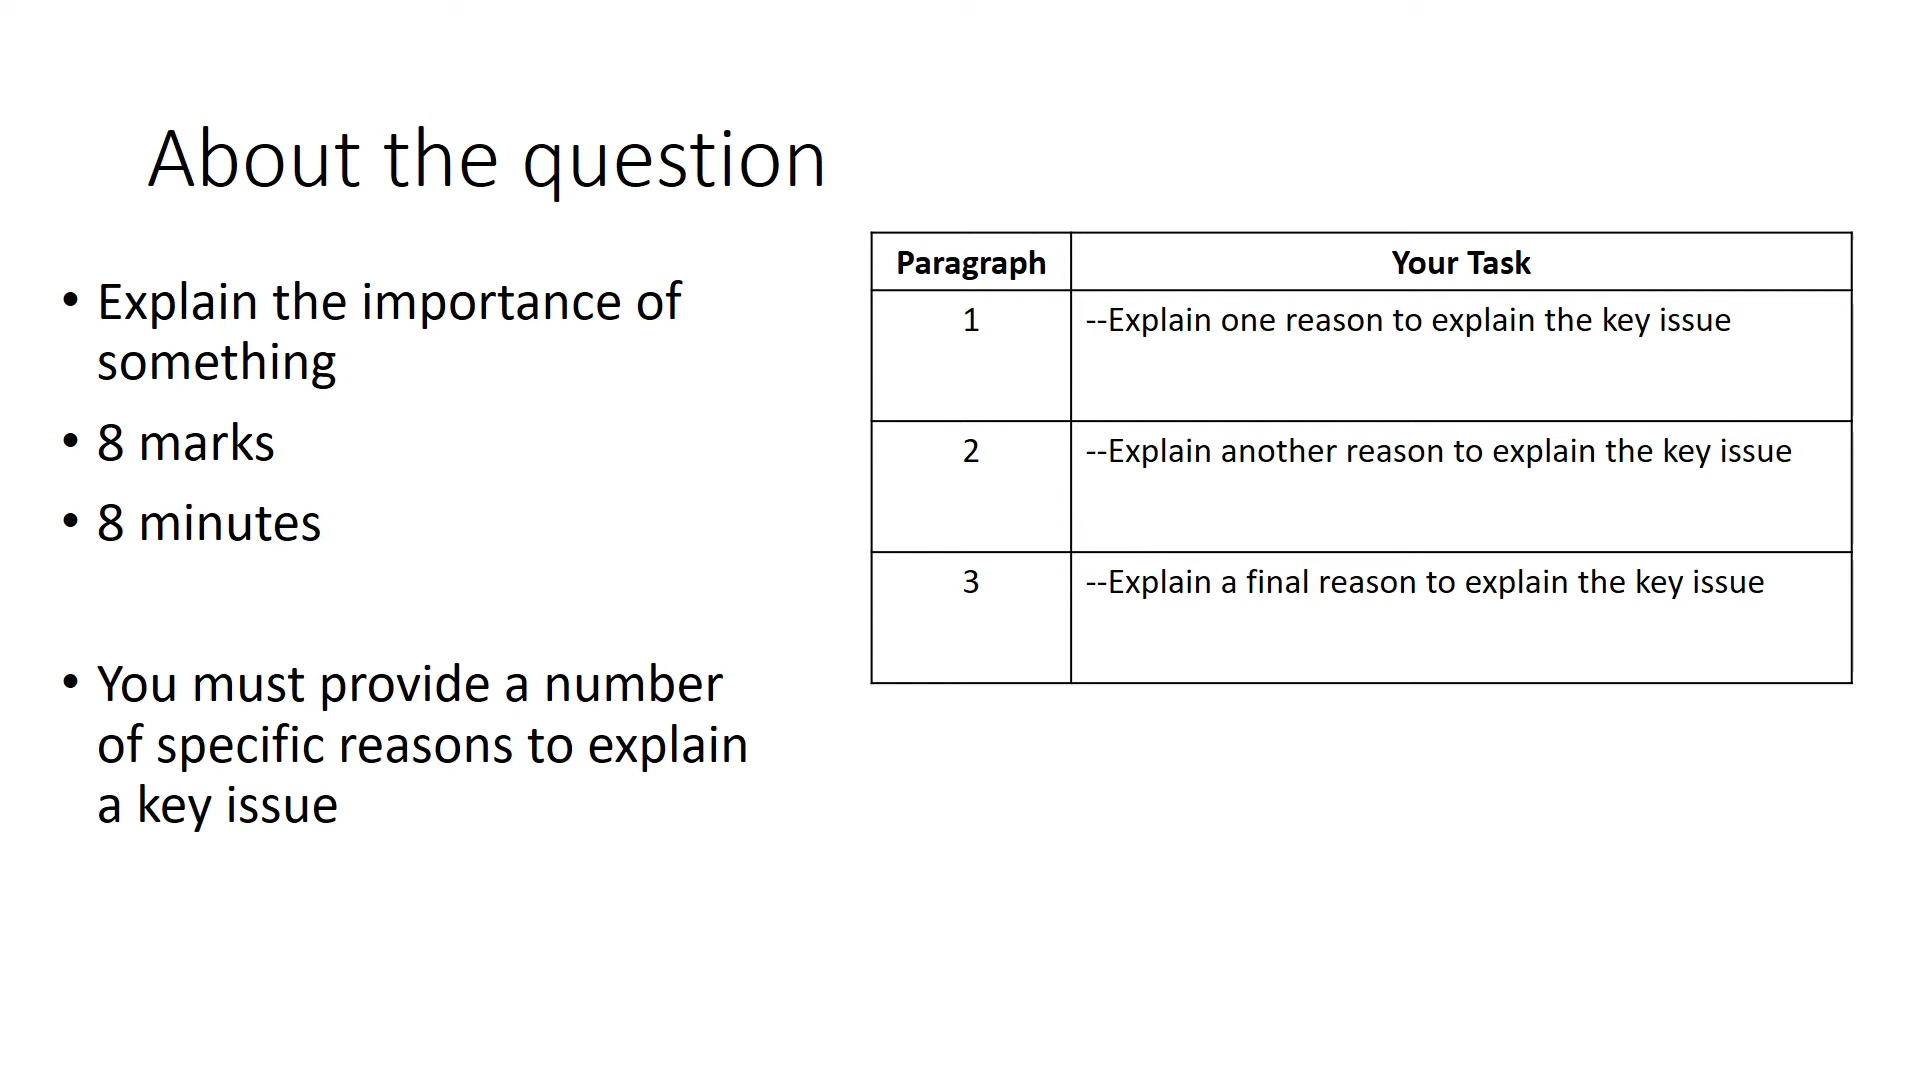 About the question
• Explain the importance of
something
• 8 marks
• 8 minutes
• You must provide a number
of specific reasons to explain
a key issue
Paragraph Your Task
1 --Explain one reason to explain the key issue
2 --Explain another reason to explain the key issue
3 --Explain a final reason to explain the key issue